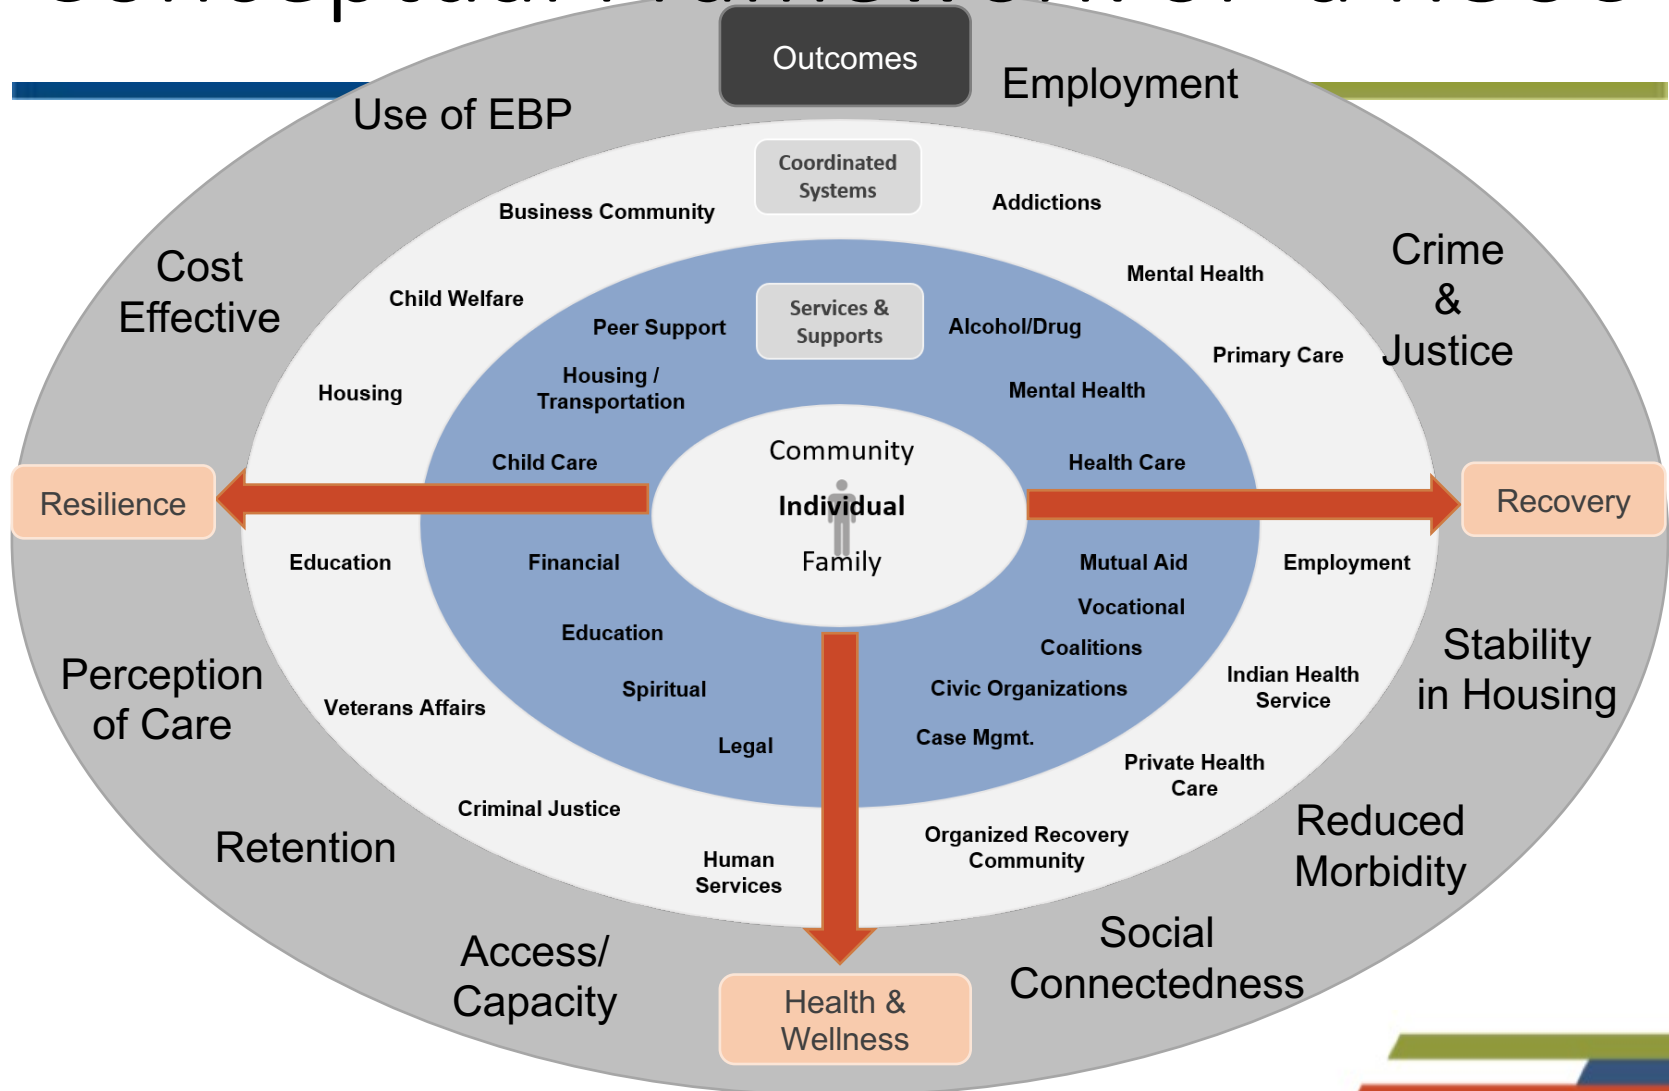 Conceptual Framework of a ROSC
Outcomes
Use of EBP
Employment
Cost
Effective
Crime
&
Justice
Coordinated
Systems
Business Community
Addictions
Child Welfare
Mental Health
Housing
Primary Care
Services &
Supports
Peer Support
Alcohol/Drug
Housing /
Transportation
Mental Health
Child Care
Health Care
Community
Individual
Family
Resilience
Recovery
Education
Financial
Mutual Aid
Employment
Vocational
Education
Coalitions
Spiritual
Civic Organizations
Legal
Case Mgmt.
Veterans Affairs
Indian Health
Service
Criminal Justice
Private Health
Care
Human
Services
Organized Recovery
Community
Perception
of Care
Stability
in Housing
Retention
Reduced
Morbidity
Access/
Capacity
Social
Connectedness
Health &
Wellness